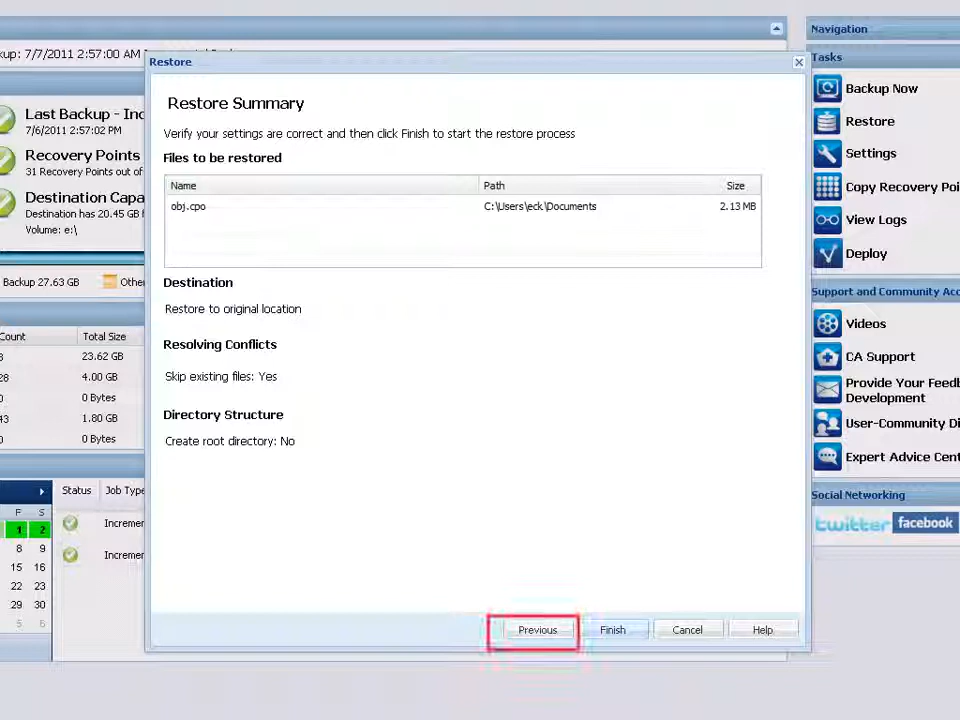 kup: 7/7/2011 2:57:00 AM
Last Backup - Inc
7/6/2011 2:57:02 PM
Recovery Points
31 Recovery Points out of
Destination Capa
Destination has 20.45 GB
Volume: e:\
Backup 27.63 GB
Othe
Count
Total Size
23.62 GB
28
4.00 GB
0 Bytes
43
1.80 GB
0 Bytes
Status
Job Type
F S
1 2
8 9
15 16
22 23
29 30
5 6
Incremen
Incremen
Restore
Restore Summary
Verify your settings are correct and then click Finish to start the restore process
Files to be restored
Name Path Size
obj.cpo C:\Users\eck\Documents 2.13 MB
Destination
Restore to original location
Resolving Conflicts
Skip existing files: Yes
Directory Structure
Create root directory: No
Previous Finish Cancel Help
Navigation
Tasks
Backup Now
Restore
Settings
Copy Recovery Poi
View Logs
Deploy
Support and Community Acc
Videos
CA Support
Provide Your Feedb
Development
User-Community Di
Expert Advice Cent
Social Networking
twitter facebook